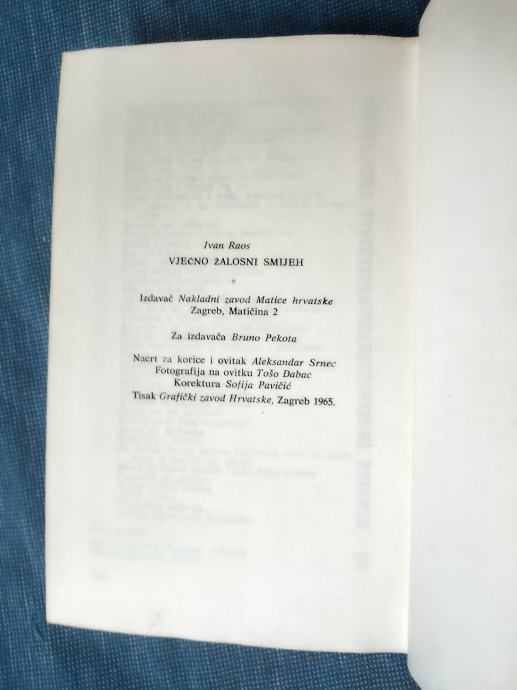 Ivan Raos
VJEČNO ŽALOSNI SMIJEH
*
Izdavač Nakladni zavod Matice hrvatske
Zagreb, Matičina 2
Za izdavača Bruno Pekota
Nacrt za korice i ovitak Aleksandar Srnec
Fotografija na ovitku Tošo Dabac
Korektura Sofija Pavičić
Tisak Grafički zavod Hrvatske, Zagreb 1965.